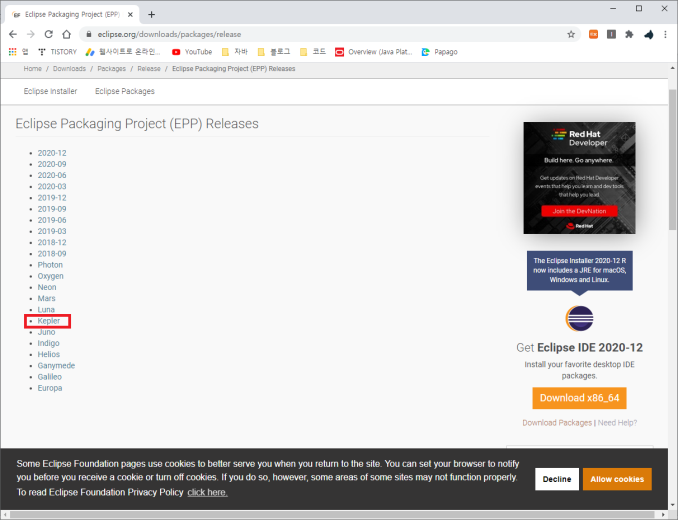 Eclipse Packaging Project (EPP)
eclipse.org/downloads/packages/release
앱
TISTORY
웹사이트로 온라인...
YouTube
자바
블로그
코드
Overview (Java Plat...
Papago
Home / Downloads / Packages / Release / Eclipse Packaging Project (EPP) Releases
Eclipse Installer
Eclipse Packages
Eclipse Packaging Project (EPP) Releases
2020-12
2020-09
2020-06
2020-03
2019-12
2019-09
2019-06
2019-03
2018-12
2018-09
Photon
Oxygen
Neon
Mars
Luna
Kepler
Juno
Indigo
Helios
Ganymede
Galileo
Europa
Red Hat
Developer
Build here. Go anywhere.
Get updates on Red Hat Developer
events that help you learn and dev tools
that help you lead.
Join the DevNation
Red Hat
The Eclipse Installer 2020-12 R
now includes a JRE for macOS,
Windows and Linux.
Get Eclipse IDE 2020-12
Install your favorite desktop IDE
packages.
Download x86_64
Download Packages | Need Help?
Some Eclipse Foundation pages use cookies to better serve you when you return to the site. You can set your browser to notify
you before you receive a cookie or turn off cookies. If you do so, however, some areas of some sites may not function properly.
To read Eclipse Foundation Privacy Policy click here.
Decline
Allow cookies